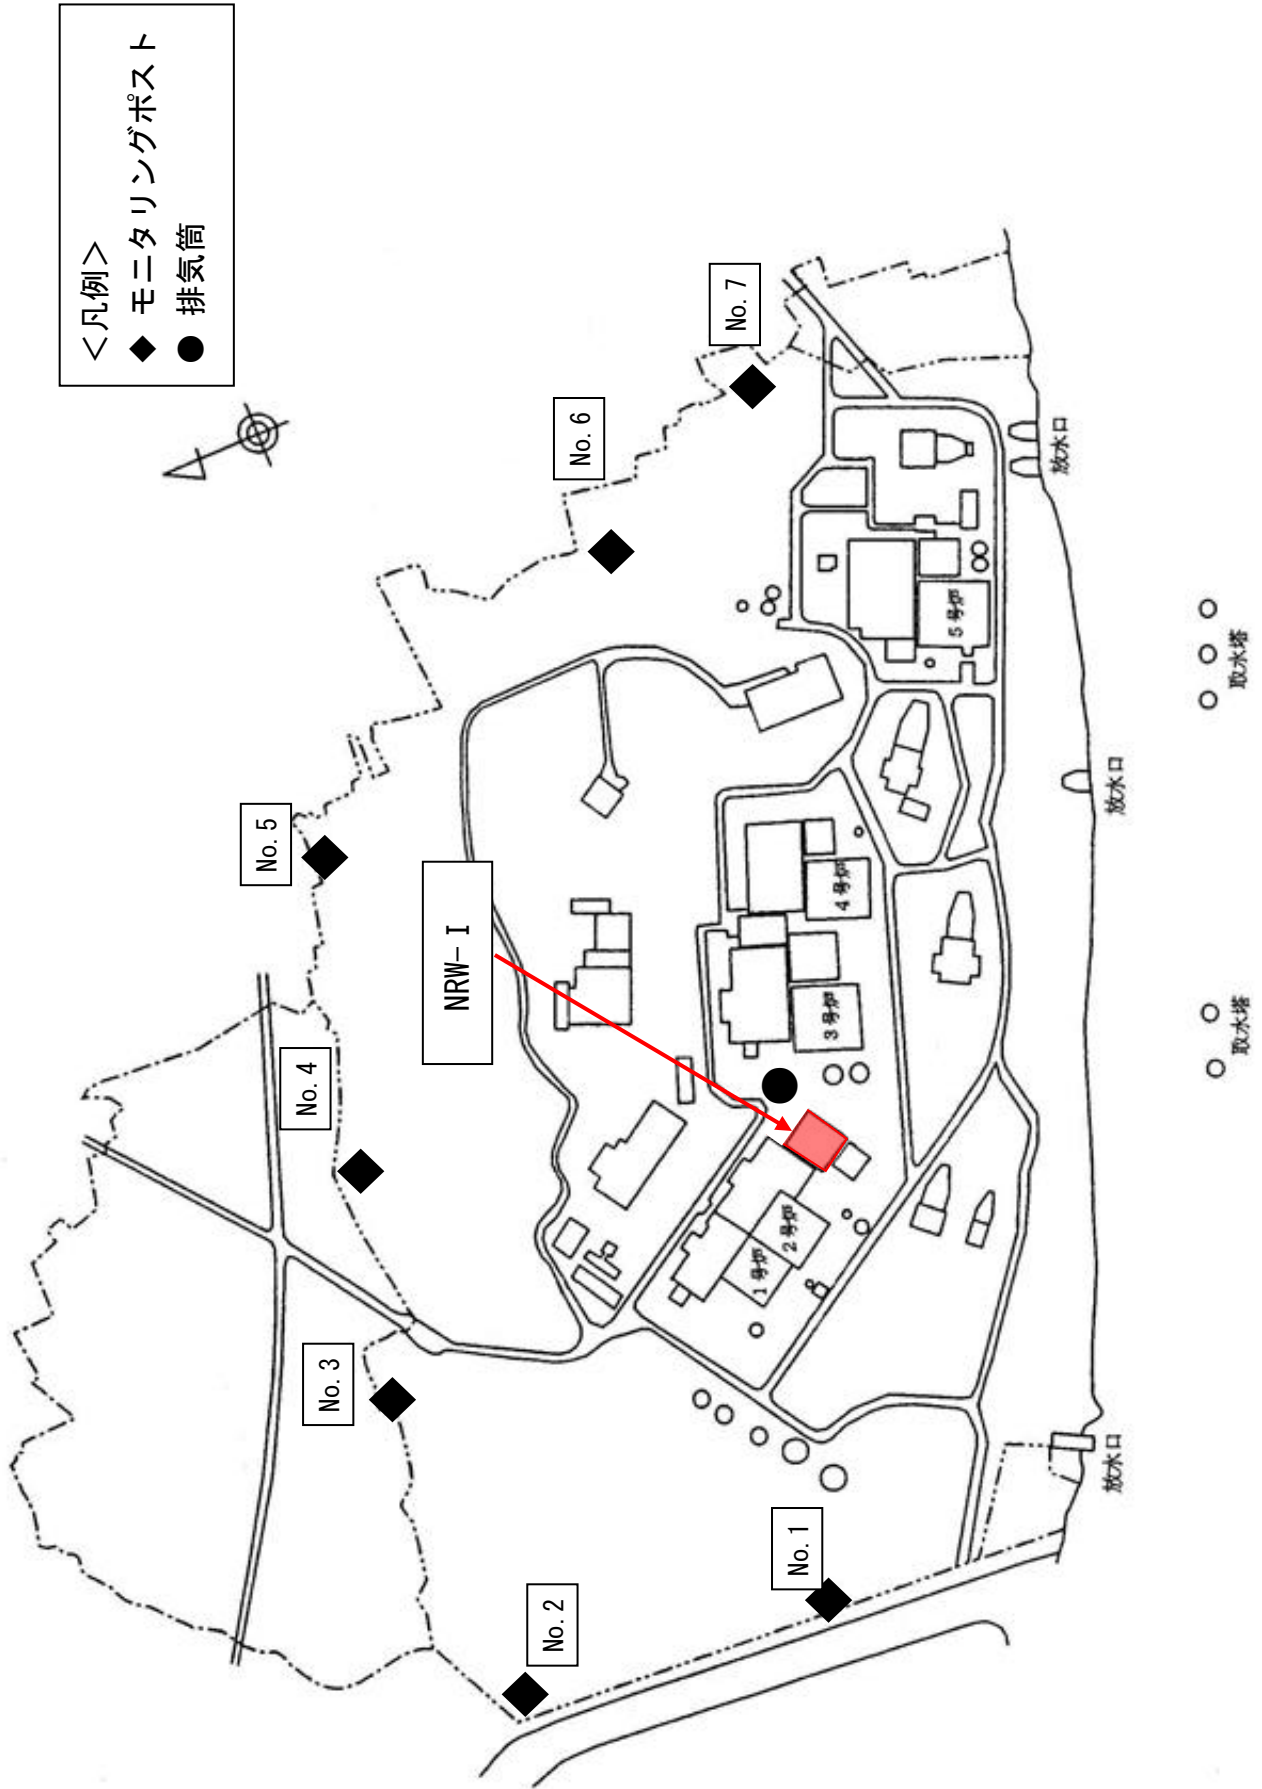 ＜凡例＞
◆ モニタリングポスト
● 排気筒
No. 1
No. 2
No. 3
No. 4
No. 5
No. 6
No. 7
NRW-Ⅰ
1号炉
2号炉
3号炉
4号炉
5号炉
放水口
放水口
放水口
取水塔
取水塔